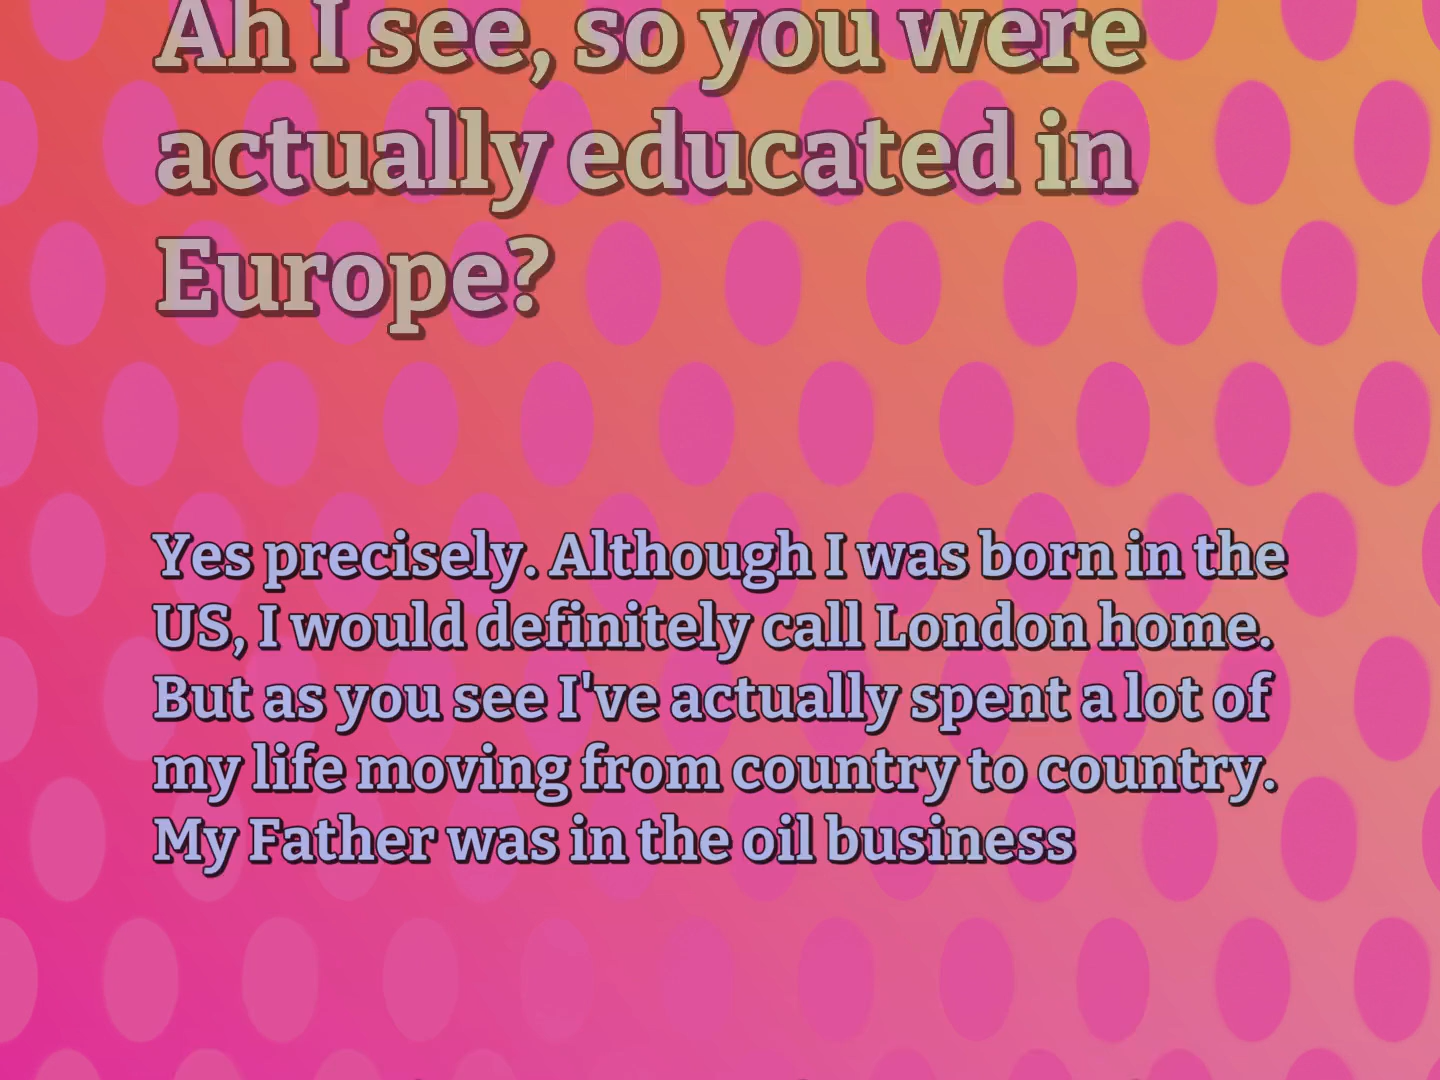 Ah I see, so you were
actually educated in
Europe?
Yes precisely. Although I was born in the
US, I would definitely call London home.
But as you see I've actually spent a lot of
my life moving from country to country.
My Father was in the oil business